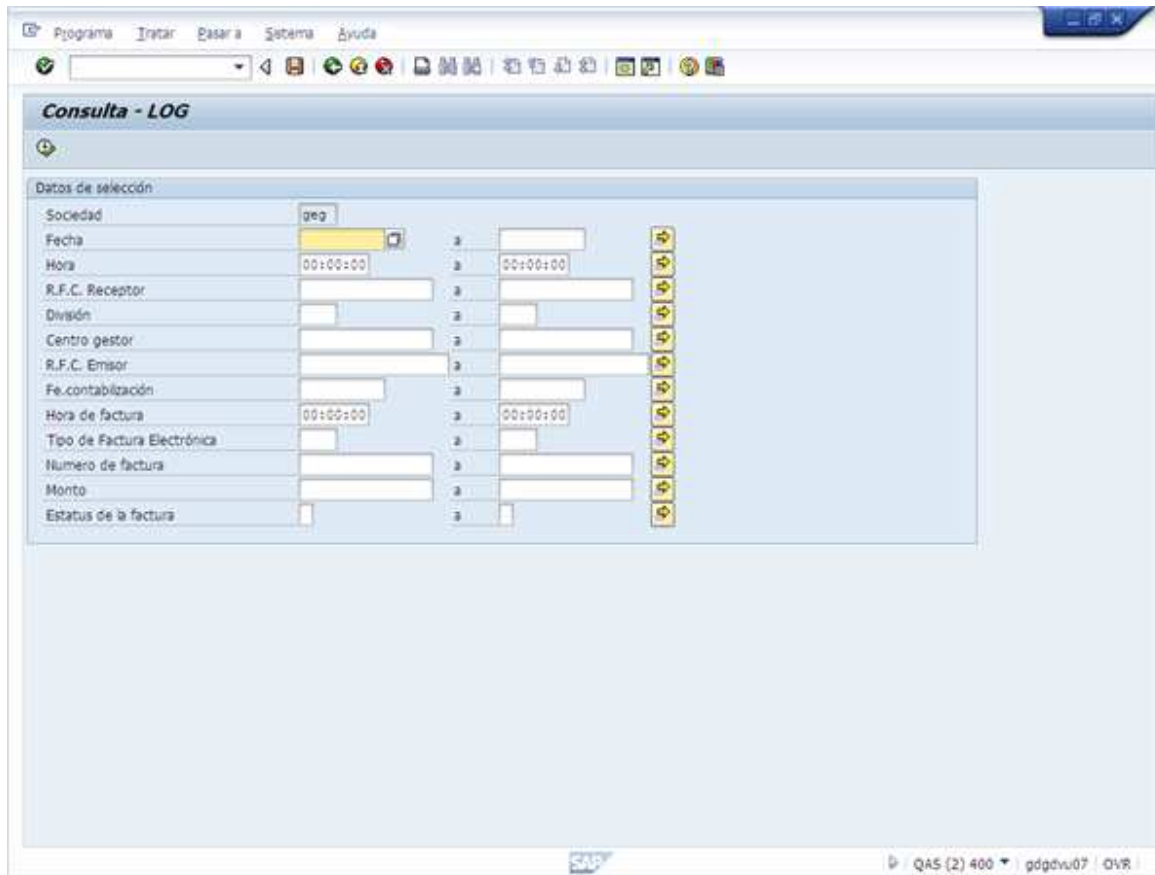 Programa Tratar Pasar a Sistema Ayuda
Consulta - LOG
Datos de selección
Sociedad geg
Fecha a
Hora 00:00:00 a 00:00:00
R.F.C. Receptor a
División a
Centro gestor a
R.F.C. Emisor a
Fe.contabilización a
Hora de factura 00:00:00 a 00:00:00
Tipo de Factura Electrónica a
Numero de factura a
Monto a
Estatus de la factura a
SAP QAS (2) 400 gdgdvu07 OVR